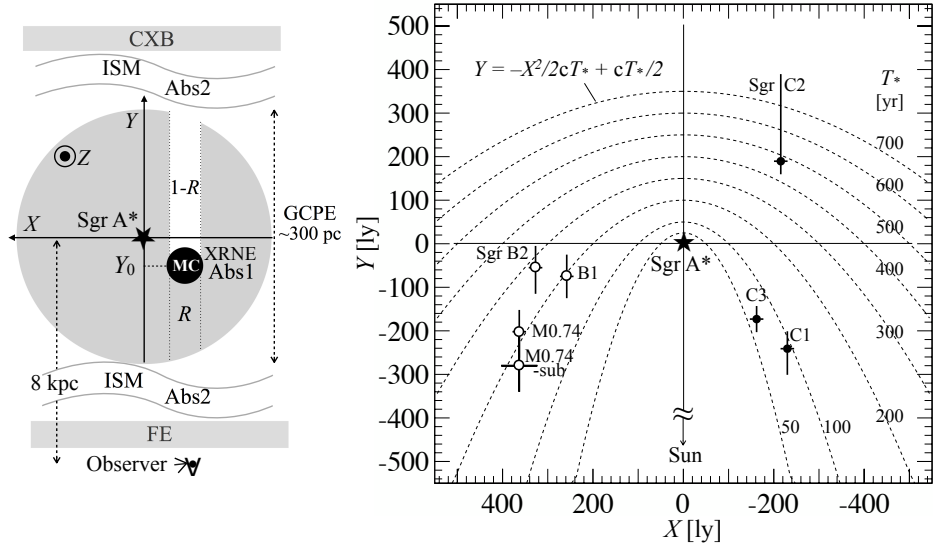 CXB
ISM
Abs2
Y
Z
1-R
X
Sgr A*
GCPE
~300 pc
Y0
MC
XRNE
Abs1
R
8 kpc
ISM
Abs2
FE
Observer
500
400
300
200
100
0
-100
-200
-300
-400
-500
Y [ly]
Y = –X²/2cT* + cT*/2
Sgr C2
T*
[yr]
700
600
500
400
300
200
Sgr B2
B1
Sgr A*
C3
C1
M0.74
M0.74
-sub
50
100
Sun
400
200
0
-200
-400
X [ly]